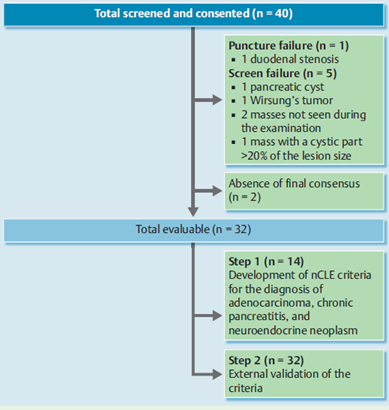 Total screened and consented (n = 40)
Puncture failure (n = 1)
▪ 1 duodenal stenosis
Screen failure (n = 5)
▪ 1 pancreatic cyst
▪ 1 Wirsung's tumor
▪ 2 masses not seen during
the examination
▪ 1 mass with a cystic part
>20% of the lesion size
Absence of final consensus
(n = 2)
Total evaluable (n = 32)
Step 1 (n = 14)
Development of nCLE criteria
for the diagnosis of
adenocarcinoma, chronic
pancreatitis, and
neuroendocrine neoplasm
Step 2 (n = 32)
External validation of the
criteria